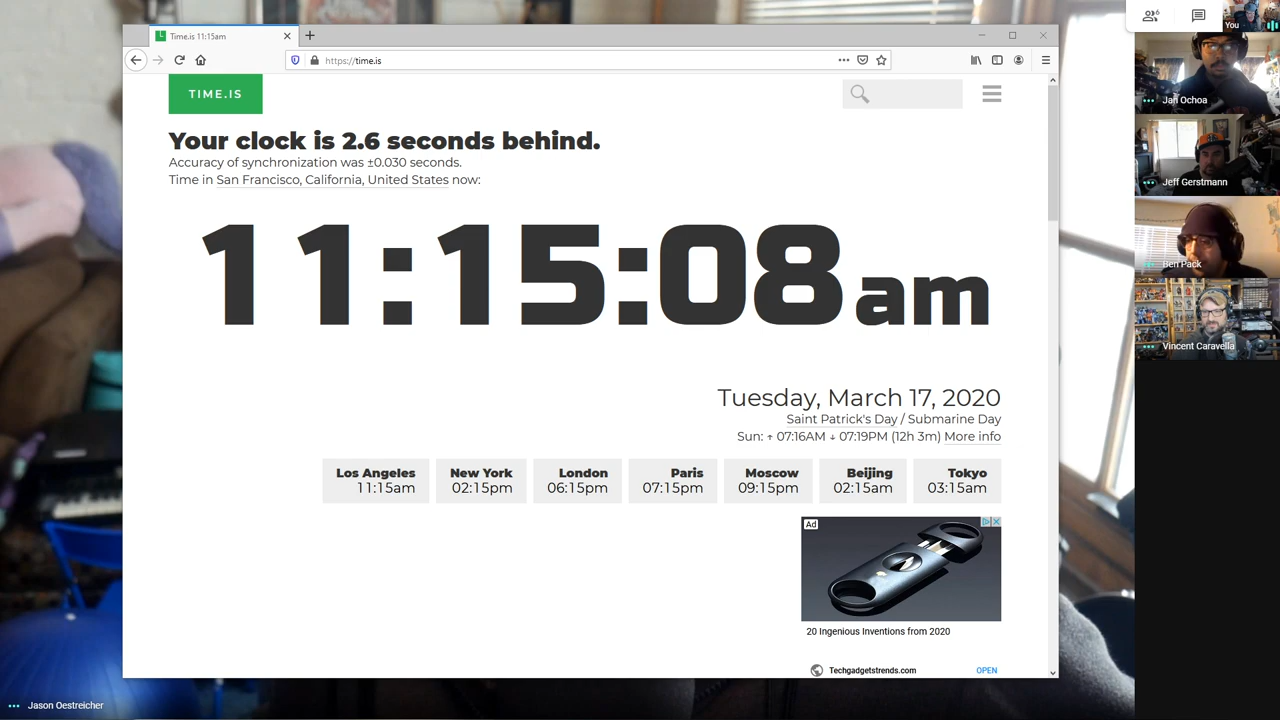 Time.is 11:15am
https://time.is
TIME.IS
Your clock is 2.6 seconds behind.
Accuracy of synchronization was ±0.030 seconds.
Time in San Francisco, California, United States now:
11:15:08am
Tuesday, March 17, 2020
Saint Patrick's Day / Submarine Day
Sun: ↑ 07:16AM ↓ 07:19PM (12h 3m) More info
Los Angeles
11:15am
New York
02:15pm
London
06:15pm
Paris
07:15pm
Moscow
09:15pm
Beijing
02:15am
Tokyo
03:15am
Ad
20 Ingenious Inventions from 2020
Techgadgetstrends.com
OPEN
6
You
Jan Ochoa
Jeff Gerstmann
Ben Pack
Vincent Caravella
Jason Oestreicher